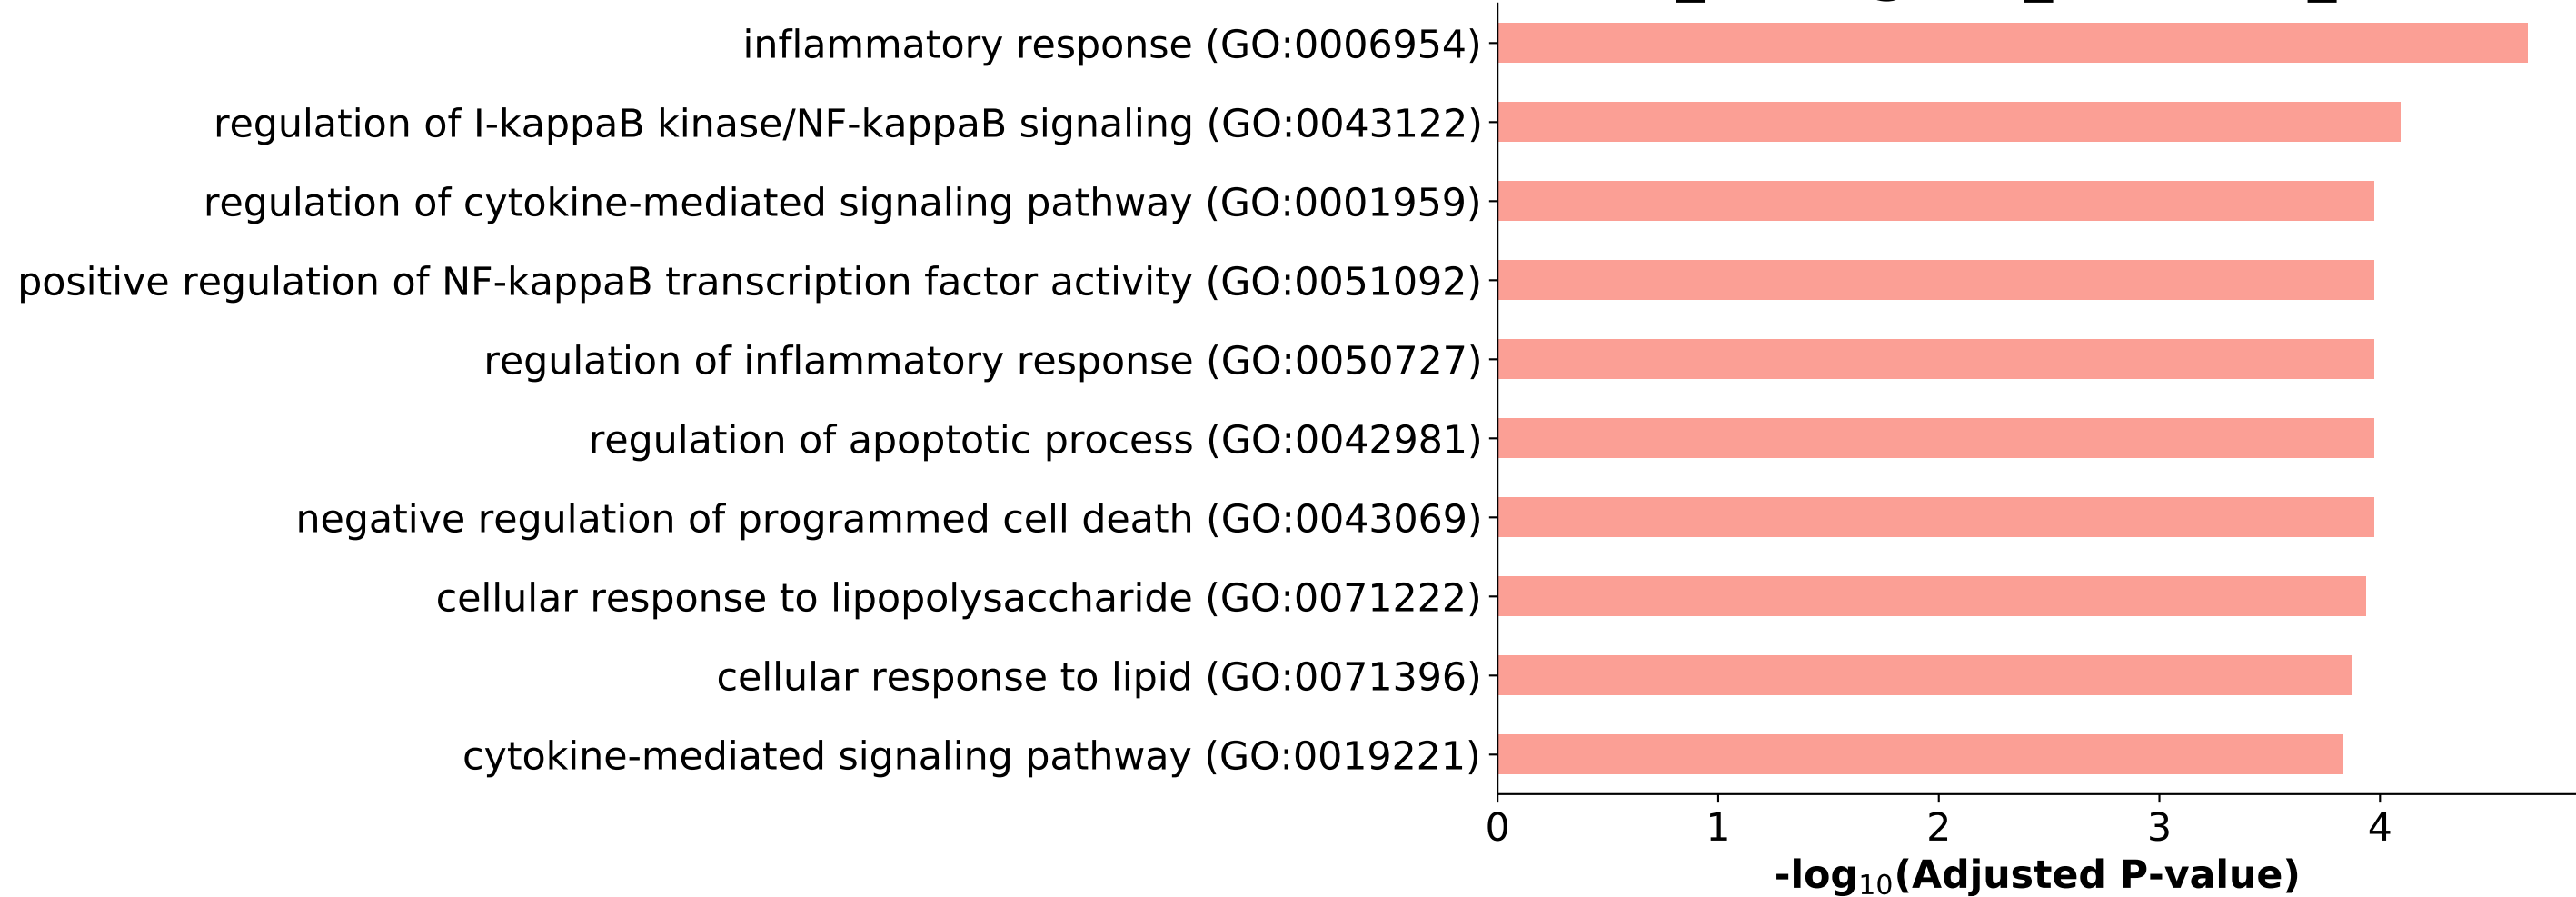 inflammatory response (GO:0006954)
regulation of I-kappaB kinase/NF-kappaB signaling (GO:0043122)
regulation of cytokine-mediated signaling pathway (GO:0001959)
positive regulation of NF-kappaB transcription factor activity (GO:0051092)
regulation of inflammatory response (GO:0050727)
regulation of apoptotic process (GO:0042981)
negative regulation of programmed cell death (GO:0043069)
cellular response to lipopolysaccharide (GO:0071222)
cellular response to lipid (GO:0071396)
cytokine-mediated signaling pathway (GO:0019221)
0 1 2 3 4
-log₁₀(Adjusted P-value)